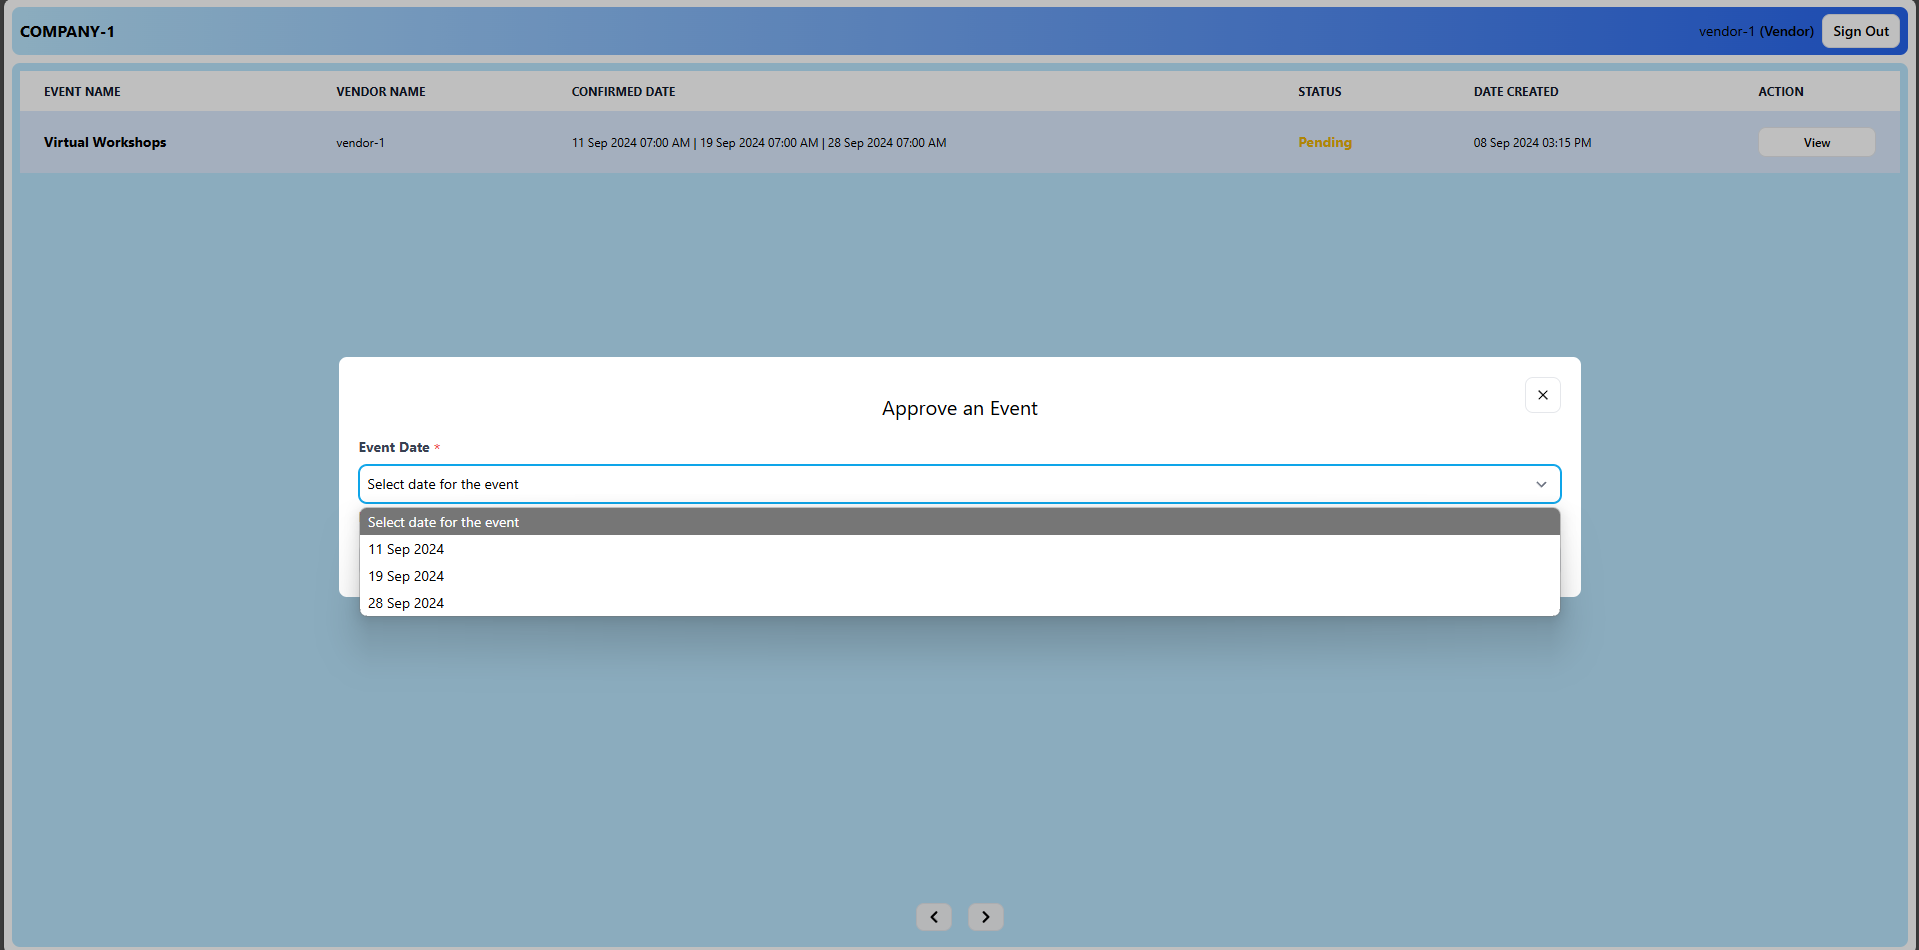 COMPANY-1
vendor-1 (Vendor) Sign Out
EVENT NAME VENDOR NAME CONFIRMED DATE STATUS DATE CREATED ACTION
Virtual Workshops vendor-1 11 Sep 2024 07:00 AM | 19 Sep 2024 07:00 AM | 28 Sep 2024 07:00 AM Pending 08 Sep 2024 03:15 PM View
Approve an Event
Event Date *
Select date for the event
Select date for the event
11 Sep 2024
19 Sep 2024
28 Sep 2024